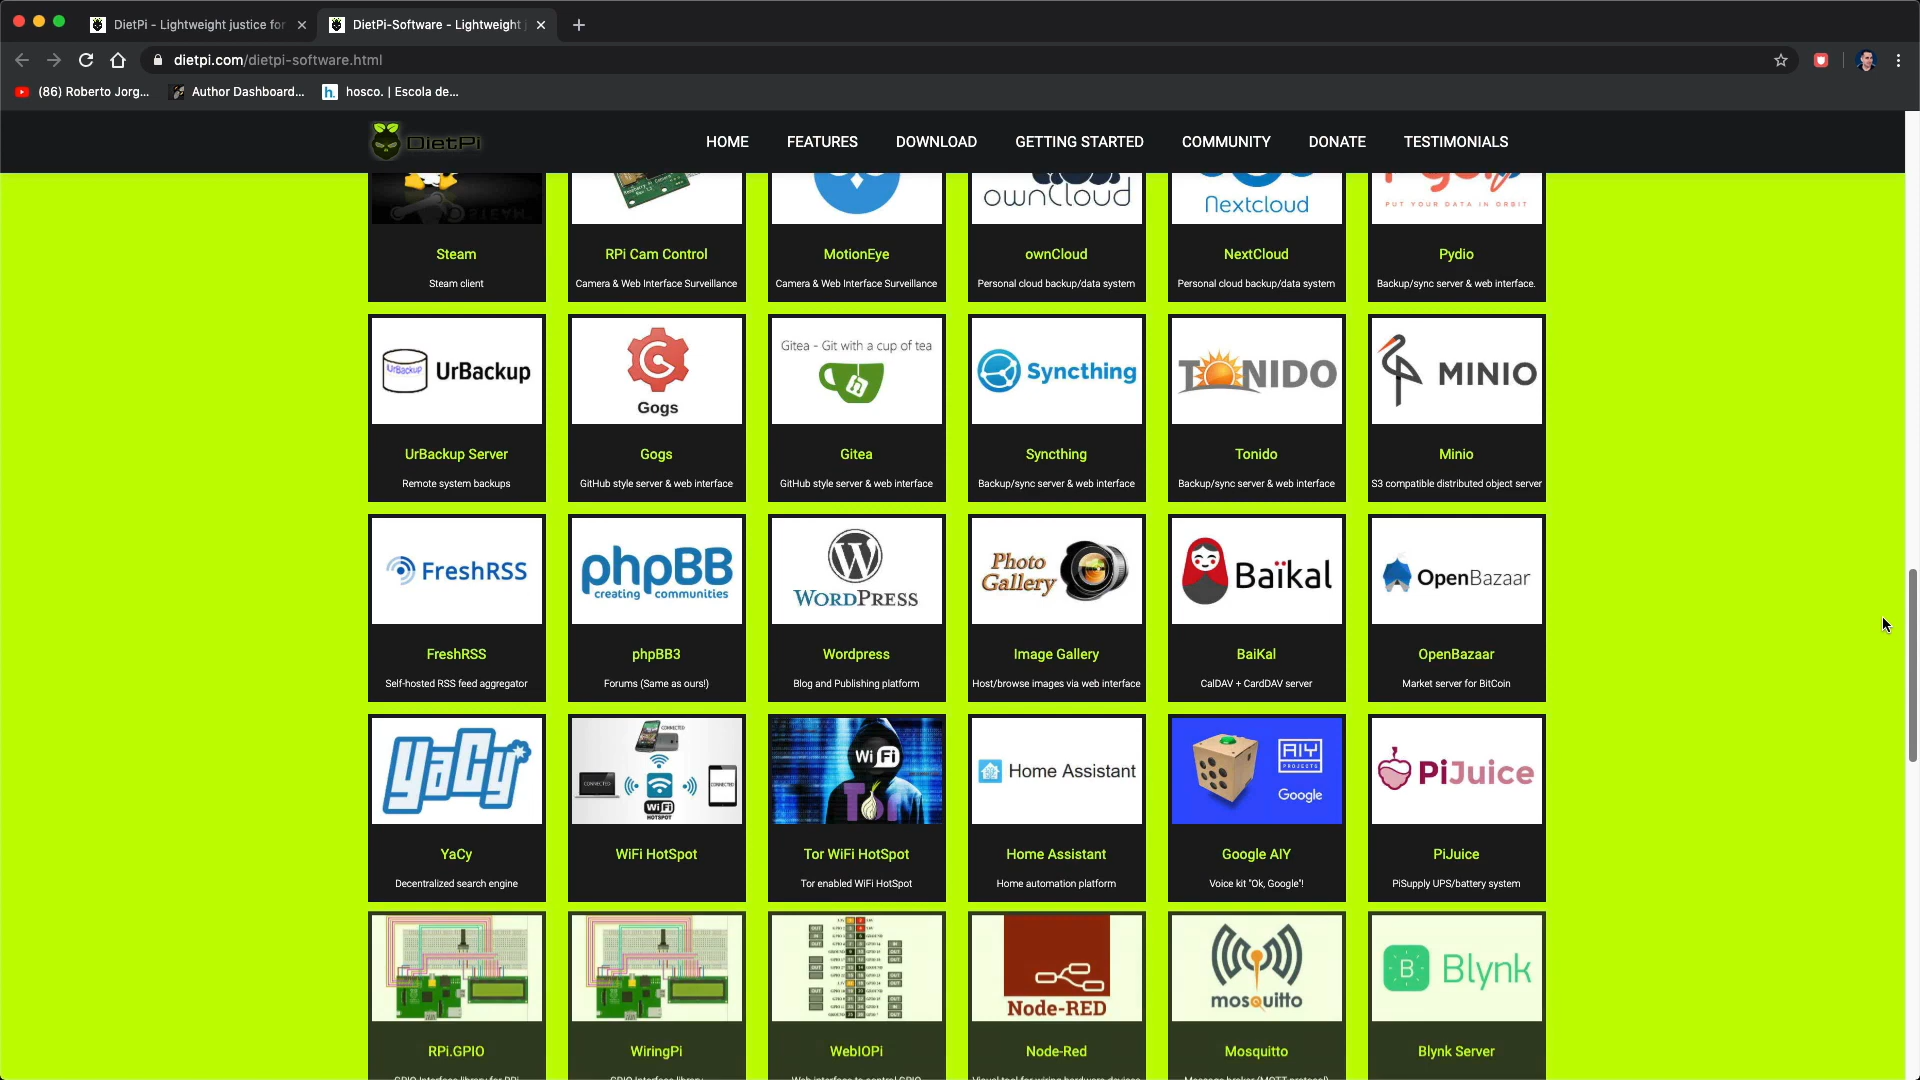 DietPi - Lightweight justice for
DietPi-Software - Lightweight j
dietpi.com/dietpi-software.html
(86) Roberto Jorg...
Author Dashboard...
h. hosco. | Escola de...
DietPi
HOME
FEATURES
DOWNLOAD
GETTING STARTED
COMMUNITY
DONATE
TESTIMONIALS
STEAM
ownCloud
Nextcloud
Pydio
PUT YOUR DATA IN ORBIT
Steam
RPi Cam Control
MotionEye
ownCloud
NextCloud
Pydio
Steam client
Camera & Web Interface Surveillance
Camera & Web Interface Surveillance
Personal cloud backup/data system
Personal cloud backup/data system
Backup/sync server & web interface.
UrBackup UrBackup
Gogs
Gitea - Git with a cup of tea
Syncthing
TONIDO
MINIO
UrBackup Server
Gogs
Gitea
Syncthing
Tonido
Minio
Remote system backups
GitHub style server & web interface
GitHub style server & web interface
Backup/sync server & web interface
Backup/sync server & web interface
S3 compatible distributed object server
FreshRSS
phpBB
creating communities
WORDPRESS
Photo
Gallery
Baïkal
OpenBazaar
FreshRSS
phpBB3
Wordpress
Image Gallery
BaiKal
OpenBazaar
Self-hosted RSS feed aggregator
Forums (Same as ours!)
Blog and Publishing platform
Host/browse images via web interface
CalDAV + CardDAV server
Market server for BitCoin
YaCy
CONNECTED
CONNECTED
CONNECTED
WiFi
HOTSPOT
WiFi
Tor
Home Assistant
AIY
PROJECTS
Google
PiJuice
YaCy
WiFi HotSpot
Tor WiFi HotSpot
Home Assistant
Google AIY
PiJuice
Decentralized search engine
Tor enabled WiFi HotSpot
Home automation platform
Voice kit "Ok, Google"!
PiSupply UPS/battery system
Node-RED
mosquitto
B Blynk
RPi.GPIO
WiringPi
WebIOPi
Node-Red
Mosquitto
Blynk Server